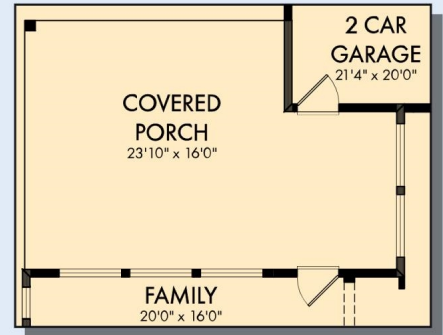 2 CAR
GARAGE
21'4" x 20'0"
COVERED
PORCH
23'10" x 16'0"
FAMILY
20'0" x 16'0"